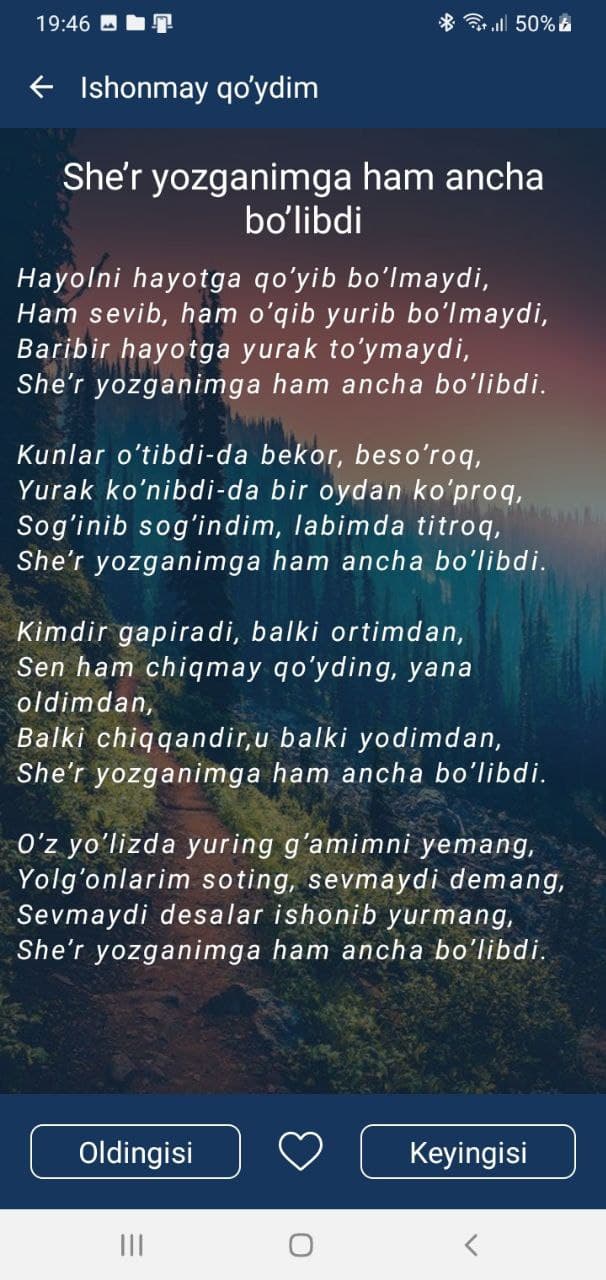 19:46
50%
Ishonmay qo’ydim
She’r yozganimga ham ancha
bo’libdi
Hayolni hayotga qo’yib bo’lmaydi,
Ham sevib, ham o’qib yurib bo’lmaydi,
Baribir hayotga yurak to’ymaydi,
She’r yozganimga ham ancha bo’libdi.
Kunlar o’tibdi-da bekor, beso’roq,
Yurak ko’nibdi-da bir oydan ko’proq,
Sog’inib sog’indim, labimda titroq,
She’r yozganimga ham ancha bo’libdi.
Kimdir gapiradi, balki ortimdan,
Sen ham chiqmay qo’yding, yana
oldimdan,
Balki chiqqandir,u balki yodimdan,
She’r yozganimga ham ancha bo’libdi.
O’z yo’lizda yuring g’amimni yemang,
Yolg’onlarim soting, sevmaydi demang,
Sevmaydi desalar ishonib yurmang,
She’r yozganimga ham ancha bo’libdi.
Oldingisi
Keyingisi